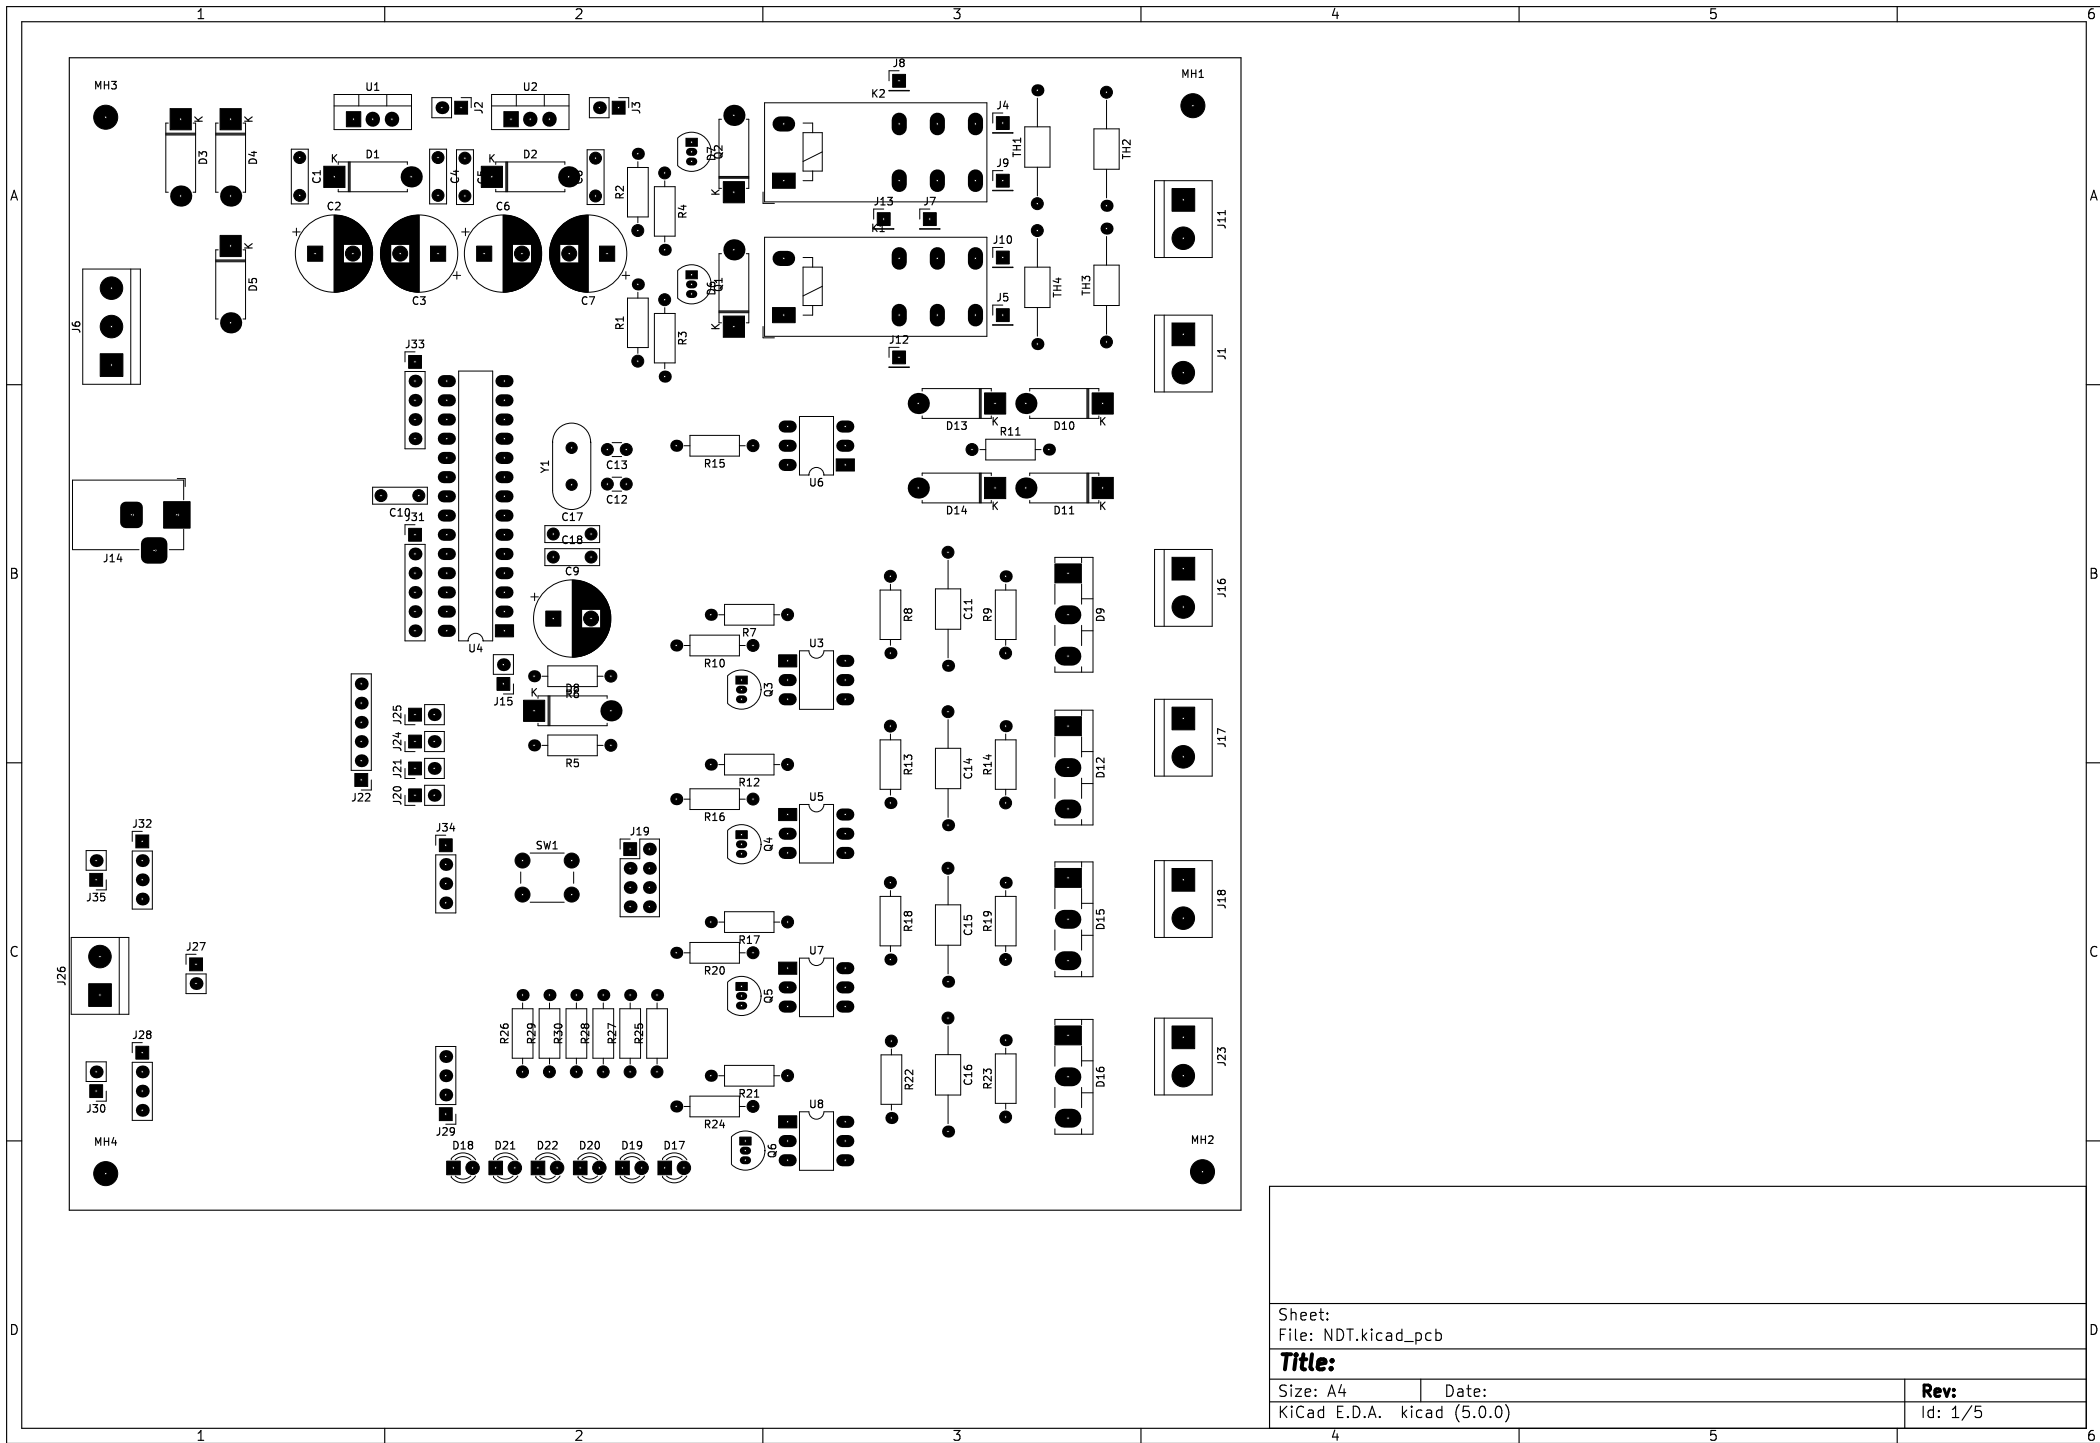 1 2 3 4 5 6
MH3 U1 J2 U2 J3 J8 K2 MH1
K K J4
D3 D4 C1 K D1 C4 C5 K D2 Q2 D7 TH1 TH2
R2 R4 K J9
C2 C6 J13 J7 J11
A A
+ + K K1 J10
D5 D6 Q1 TH4 TH3
C3 + C7 + J5
J6 R1 R3 K J12 J1
J33
D13 K D10 K
R11
Y1 C13 R15 U6
C12
C10 J31 C17 D14 K D11 K
J14 C18
B B
C9 + R8 C11 R9 D9 J16
R7
U4 R10 U3
J15 K D8 R6 Q3
J25 J17
J24 R5 R13 C14 R14 D12
J21 R12
J22 J20 R16 U5
J32 J34 SW1 J19 Q4
J35 R18 C15 R19 D15 J18
R17
C J26 J27 R20 U7 C
Q5
R26 R29 R30 R28 R27 R25
J28 R22 C16 R23 D16 J23
J30 R21
J29 R24 U8
MH4 D18 D21 D22 D20 D19 D17 Q6 MH2
D D
Sheet:
File: NDT.kicad_pcb
Title:
Size: A4 Date: Rev:
KiCad E.D.A. kicad (5.0.0) Id: 1/5
1 2 3 4 5 6